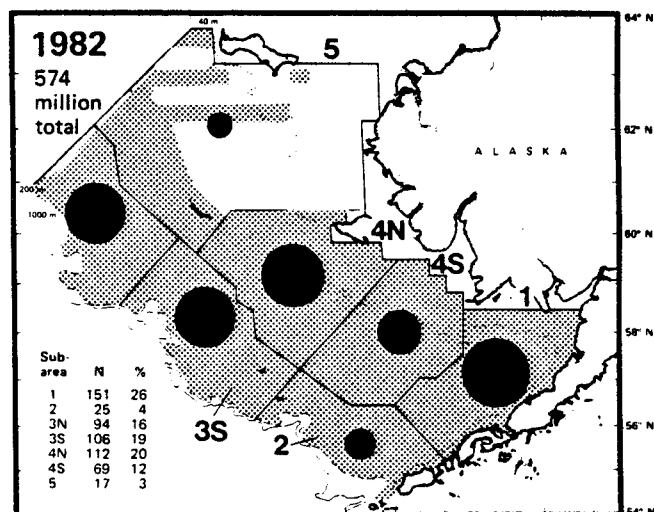 40 m
64° N
1982
5
574
million
total
62° N
ALASKA
200 m
1000 m
60° N
4N
4S
1
58° N
Sub-
area N %
1 151 26
2 25 4
3N 94 16
3S 106 19
4N 112 20
4S 69 12
5 17 3
3S
2
56° N
54° N